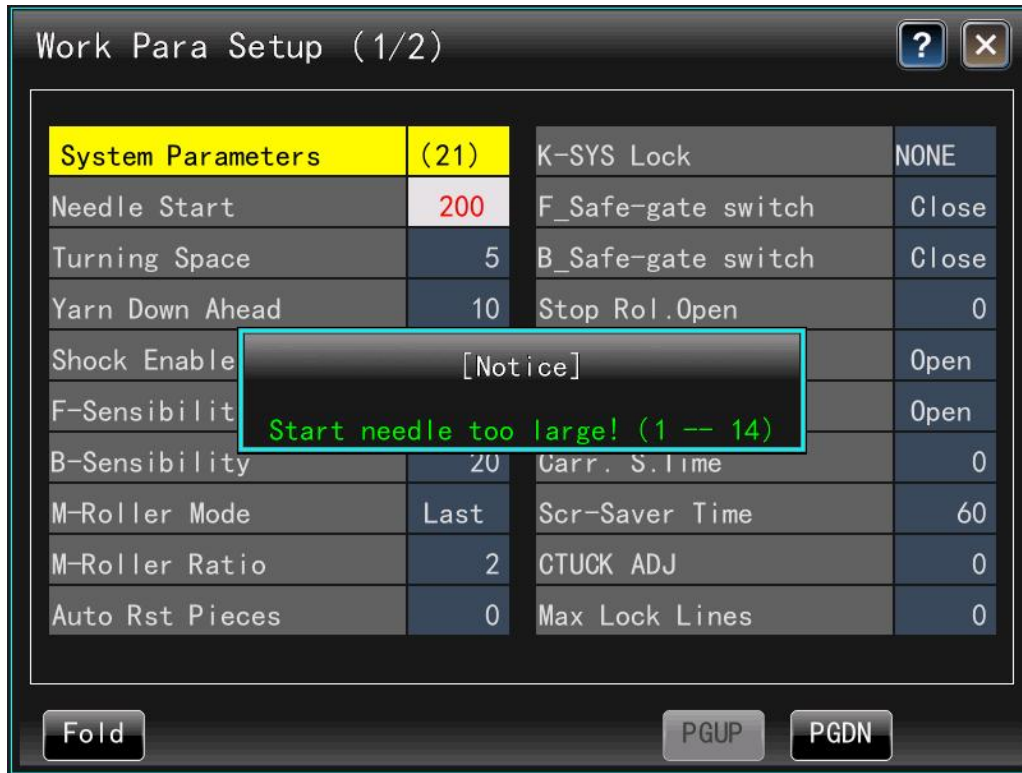 Work Para Setup (1/2)
?
×
System Parameters (21)
Needle Start 200
Turning Space 5
Yarn Down Ahead 10
Shock Enable
F-Sensibilit
B-Sensibility 20
M-Roller Mode Last
M-Roller Ratio 2
Auto Rst Pieces 0
K-SYS Lock NONE
F_Safe-gate switch Close
B_Safe-gate switch Close
Stop Rol.Open 0
Open
Open
Carr. S.Time 0
Scr-Saver Time 60
CTUCK ADJ 0
Max Lock Lines 0
[Notice]
Start needle too large! (1 -- 14)
Fold
PGUP
PGDN